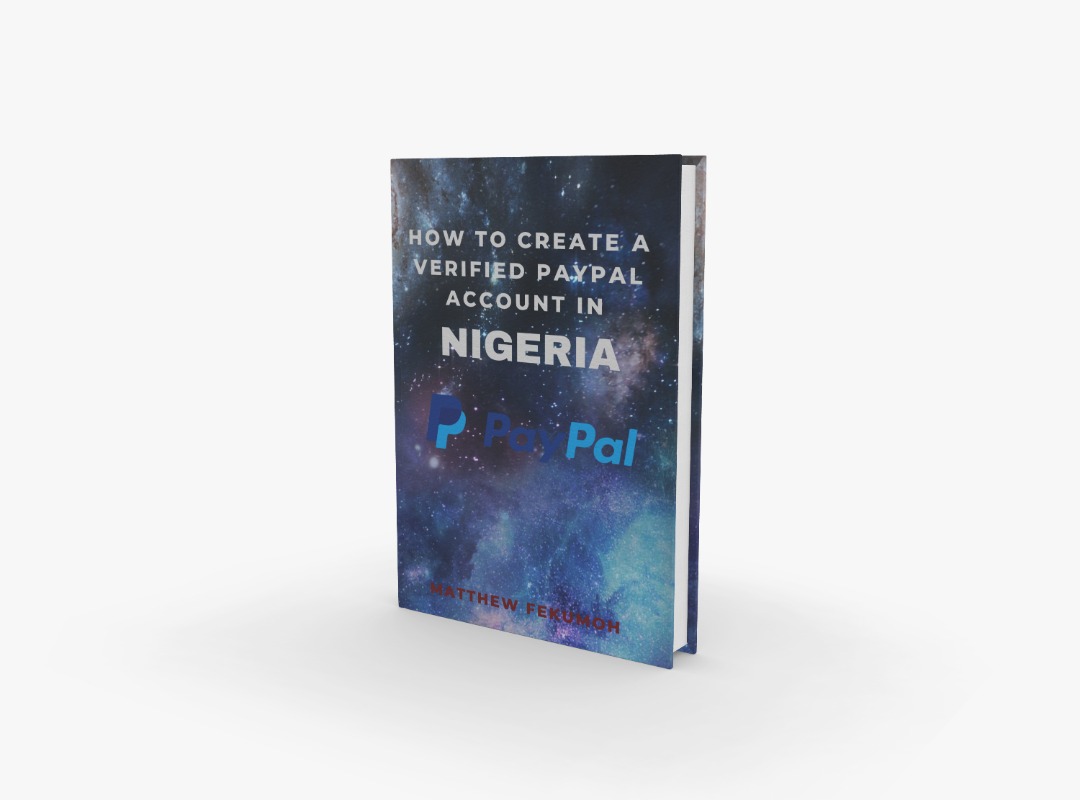 HOW TO CREATE A
VERIFIED PAYPAL
ACCOUNT IN
NIGERIA
PayPal
MATTHEW FEKUMOH